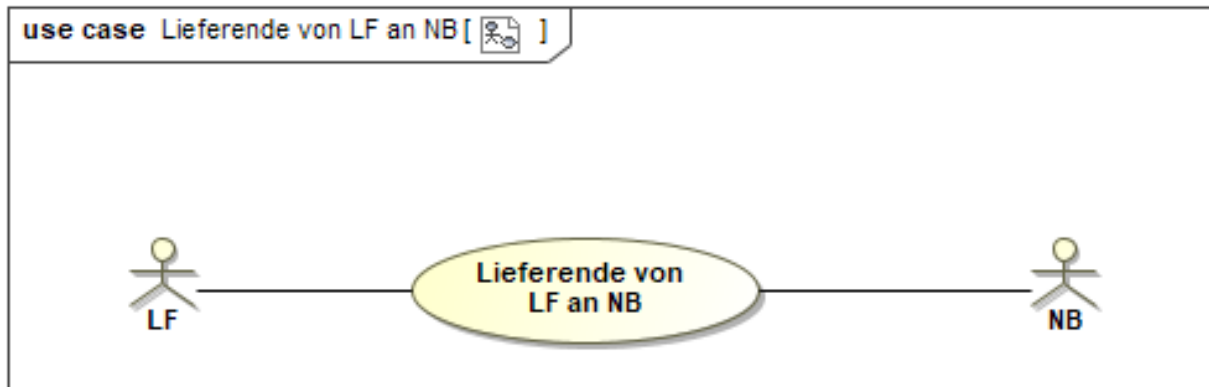 use case Lieferende von LF an NB [ ]
Lieferende von
LF an NB
LF
NB